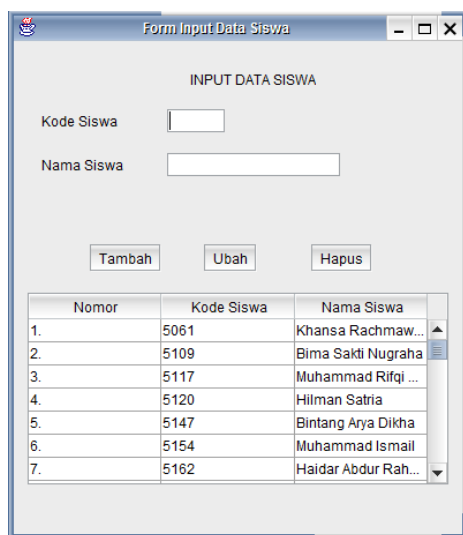 Form Input Data Siswa
INPUT DATA SISWA
Kode Siswa
Nama Siswa
Tambah Ubah Hapus
Nomor Kode Siswa Nama Siswa
1. 5061 Khansa Rachmaw...
2. 5109 Bima Sakti Nugraha
3. 5117 Muhammad Rifqi ...
4. 5120 Hilman Satria
5. 5147 Bintang Arya Dikha
6. 5154 Muhammad Ismail
7. 5162 Haidar Abdur Rah...